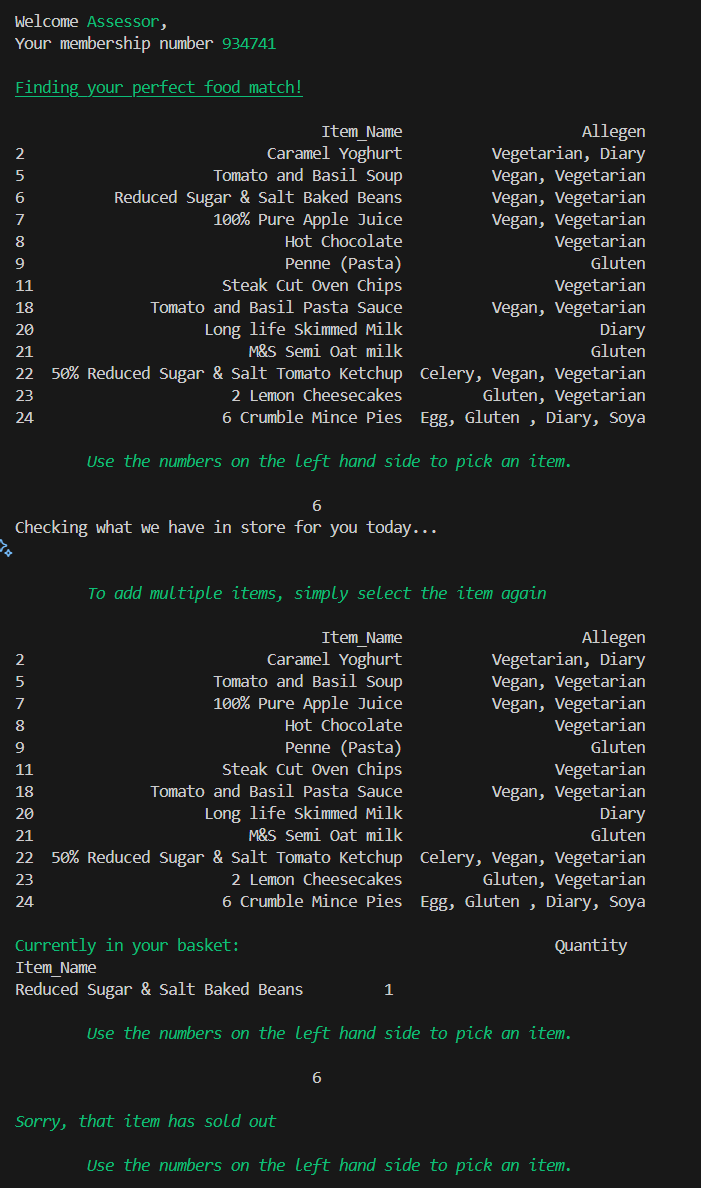 Welcome Assessor,
Your membership number 934741
Finding your perfect food match!
Item_Name Allegen
2 Caramel Yoghurt Vegetarian, Diary
5 Tomato and Basil Soup Vegan, Vegetarian
6 Reduced Sugar & Salt Baked Beans Vegan, Vegetarian
7 100% Pure Apple Juice Vegan, Vegetarian
8 Hot Chocolate Vegetarian
9 Penne (Pasta) Gluten
11 Steak Cut Oven Chips Vegetarian
18 Tomato and Basil Pasta Sauce Vegan, Vegetarian
20 Long life Skimmed Milk Diary
21 M&S Semi Oat milk Gluten
22 50% Reduced Sugar & Salt Tomato Ketchup Celery, Vegan, Vegetarian
23 2 Lemon Cheesecakes Gluten, Vegetarian
24 6 Crumble Mince Pies Egg, Gluten , Diary, Soya
Use the numbers on the left hand side to pick an item.
6
Checking what we have in store for you today...
To add multiple items, simply select the item again
Item_Name Allegen
2 Caramel Yoghurt Vegetarian, Diary
5 Tomato and Basil Soup Vegan, Vegetarian
7 100% Pure Apple Juice Vegan, Vegetarian
8 Hot Chocolate Vegetarian
9 Penne (Pasta) Gluten
11 Steak Cut Oven Chips Vegetarian
18 Tomato and Basil Pasta Sauce Vegan, Vegetarian
20 Long life Skimmed Milk Diary
21 M&S Semi Oat milk Gluten
22 50% Reduced Sugar & Salt Tomato Ketchup Celery, Vegan, Vegetarian
23 2 Lemon Cheesecakes Gluten, Vegetarian
24 6 Crumble Mince Pies Egg, Gluten , Diary, Soya
Currently in your basket: Quantity
Item_Name
Reduced Sugar & Salt Baked Beans 1
Use the numbers on the left hand side to pick an item.
6
Sorry, that item has sold out
Use the numbers on the left hand side to pick an item.